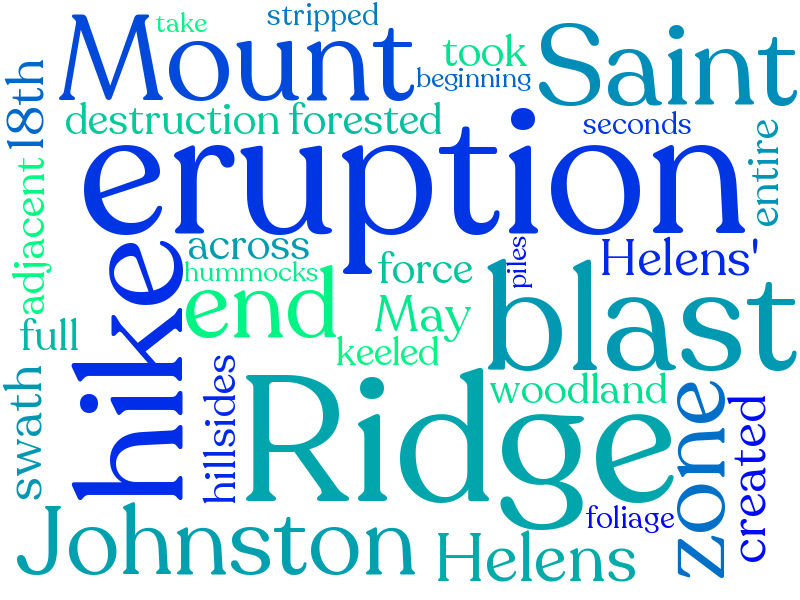 stripped
take
Mount
took
Saint
beginning
18th
destruction
forested
seconds
eruption
entire
adjacent
across
hike
hummocks
force
piles
Helens'
end
May
blast
full
keeled
hillsides
Ridge
woodland
zone
swath
created
Johnston
foliage
Helens